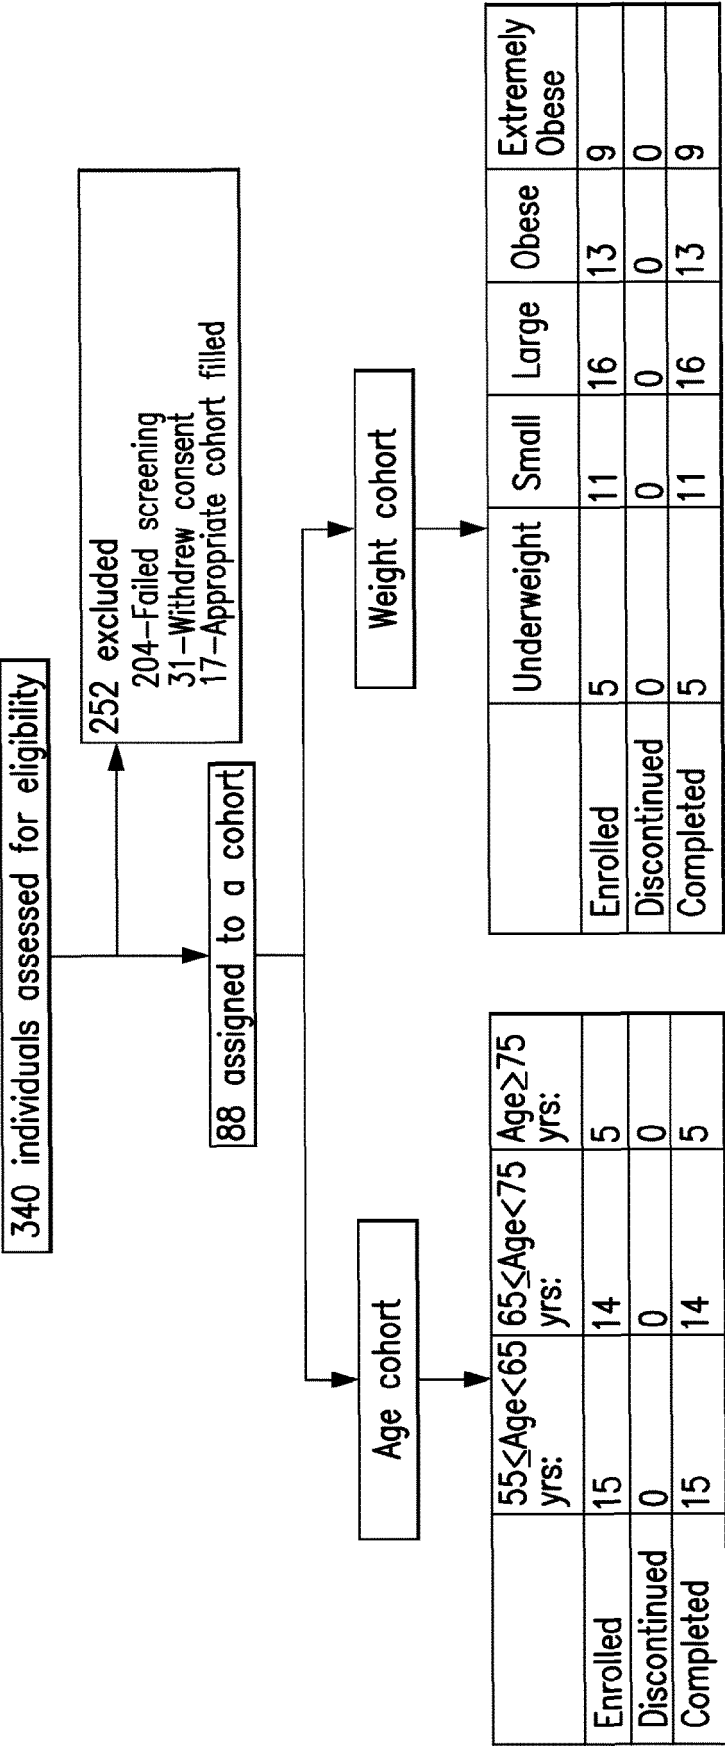 340 individuals assessed for eligibility
252 excluded
204–Failed screening
31–Withdrew consent
17–Appropriate cohort filled
88 assigned to a cohort
Age cohort
Weight cohort
55≤Age<65 yrs: 65≤Age<75 yrs: Age≥75 yrs:
Enrolled 15 14 5
Discontinued 0 0 0
Completed 15 14 5
Underweight Small Large Obese Extremely Obese
Enrolled 5 11 16 13 9
Discontinued 0 0 0 0 0
Completed 5 11 16 13 9